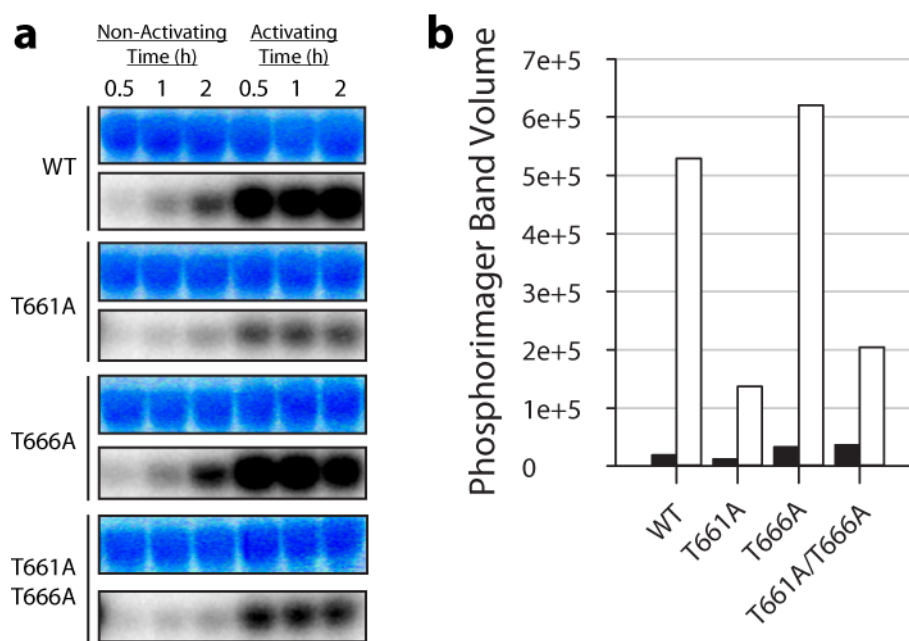 a
Non-Activating Activating
Time (h) Time (h)
0.5 1 2 0.5 1 2
WT
T661A
T666A
T661A
T666A
b
Phosphorimager Band Volume
7e+5
6e+5
5e+5
4e+5
3e+5
2e+5
1e+5
0
WT
T661A
T666A
T661A/T666A